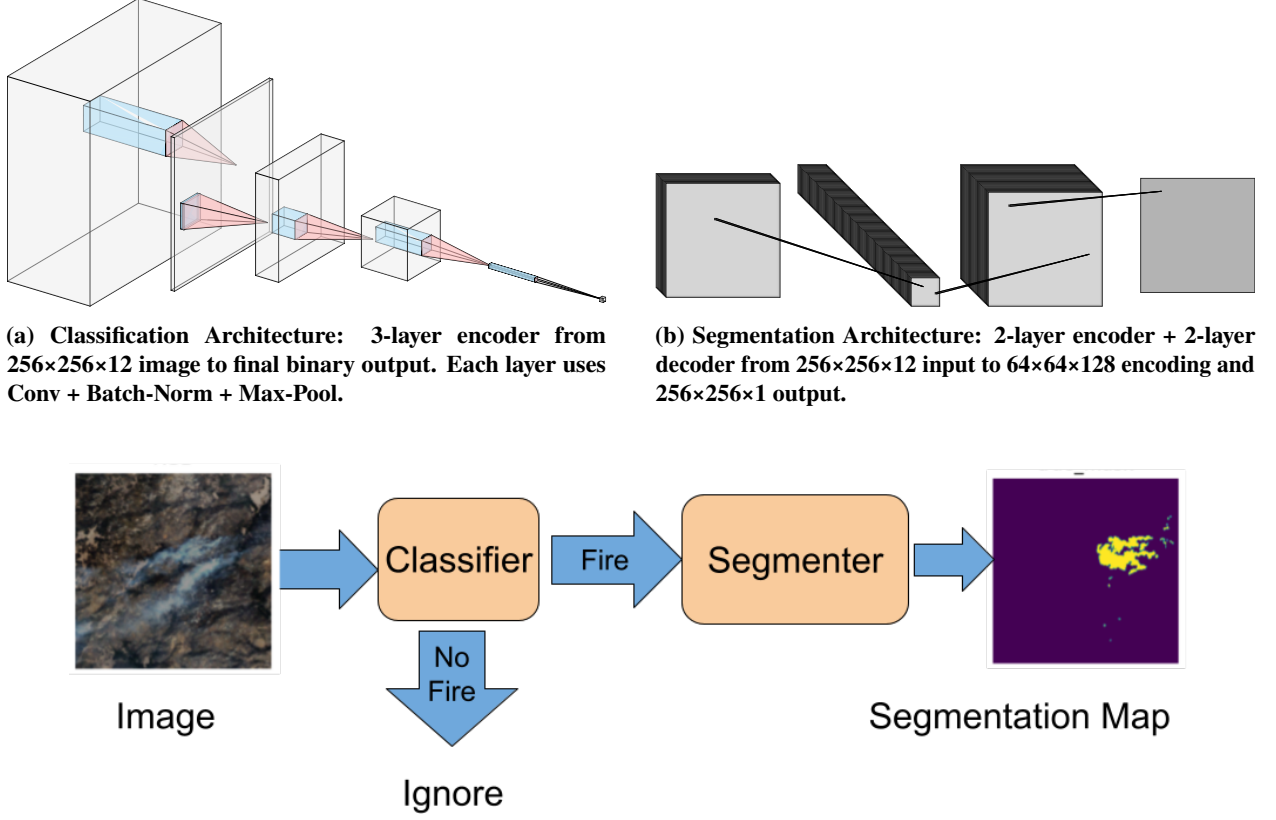 (a) Classification Architecture: 3-layer encoder from
256×256×12 image to final binary output. Each layer uses
Conv + Batch-Norm + Max-Pool.
(b) Segmentation Architecture: 2-layer encoder + 2-layer
decoder from 256×256×12 input to 64×64×128 encoding and
256×256×1 output.
Classifier
Fire
Segmenter
No
Fire
Image
Segmentation Map
Ignore